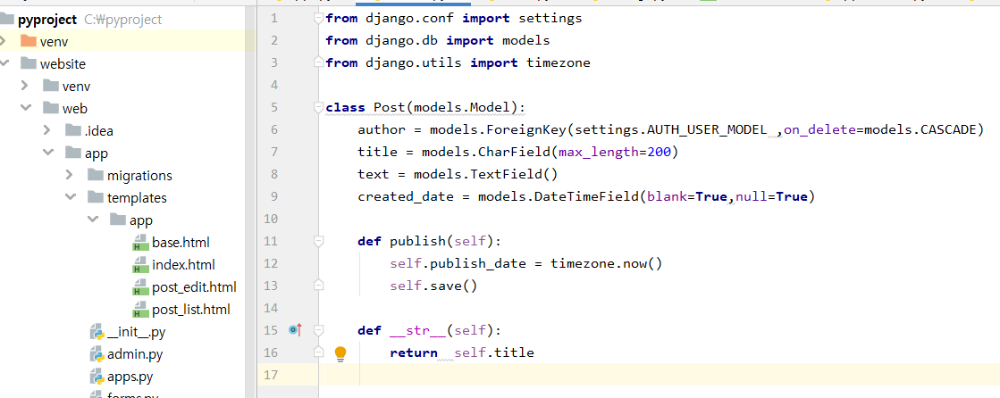 pyproject C:₩pyproject
venv
website
venv
web
.idea
app
migrations
templates
app
base.html
index.html
post_edit.html
post_list.html
__init__.py
admin.py
apps.py
forms.py
1 from django.conf import settings
2 from django.db import models
3 from django.utils import timezone
4
5 class Post(models.Model):
6     author = models.ForeignKey(settings.AUTH_USER_MODEL ,on_delete=models.CASCADE)
7     title = models.CharField(max_length=200)
8     text = models.TextField()
9     created_date = models.DateTimeField(blank=True,null=True)
10
11     def publish(self):
12         self.publish_date = timezone.now()
13         self.save()
14
15     def __str__(self):
16         return  self.title
17